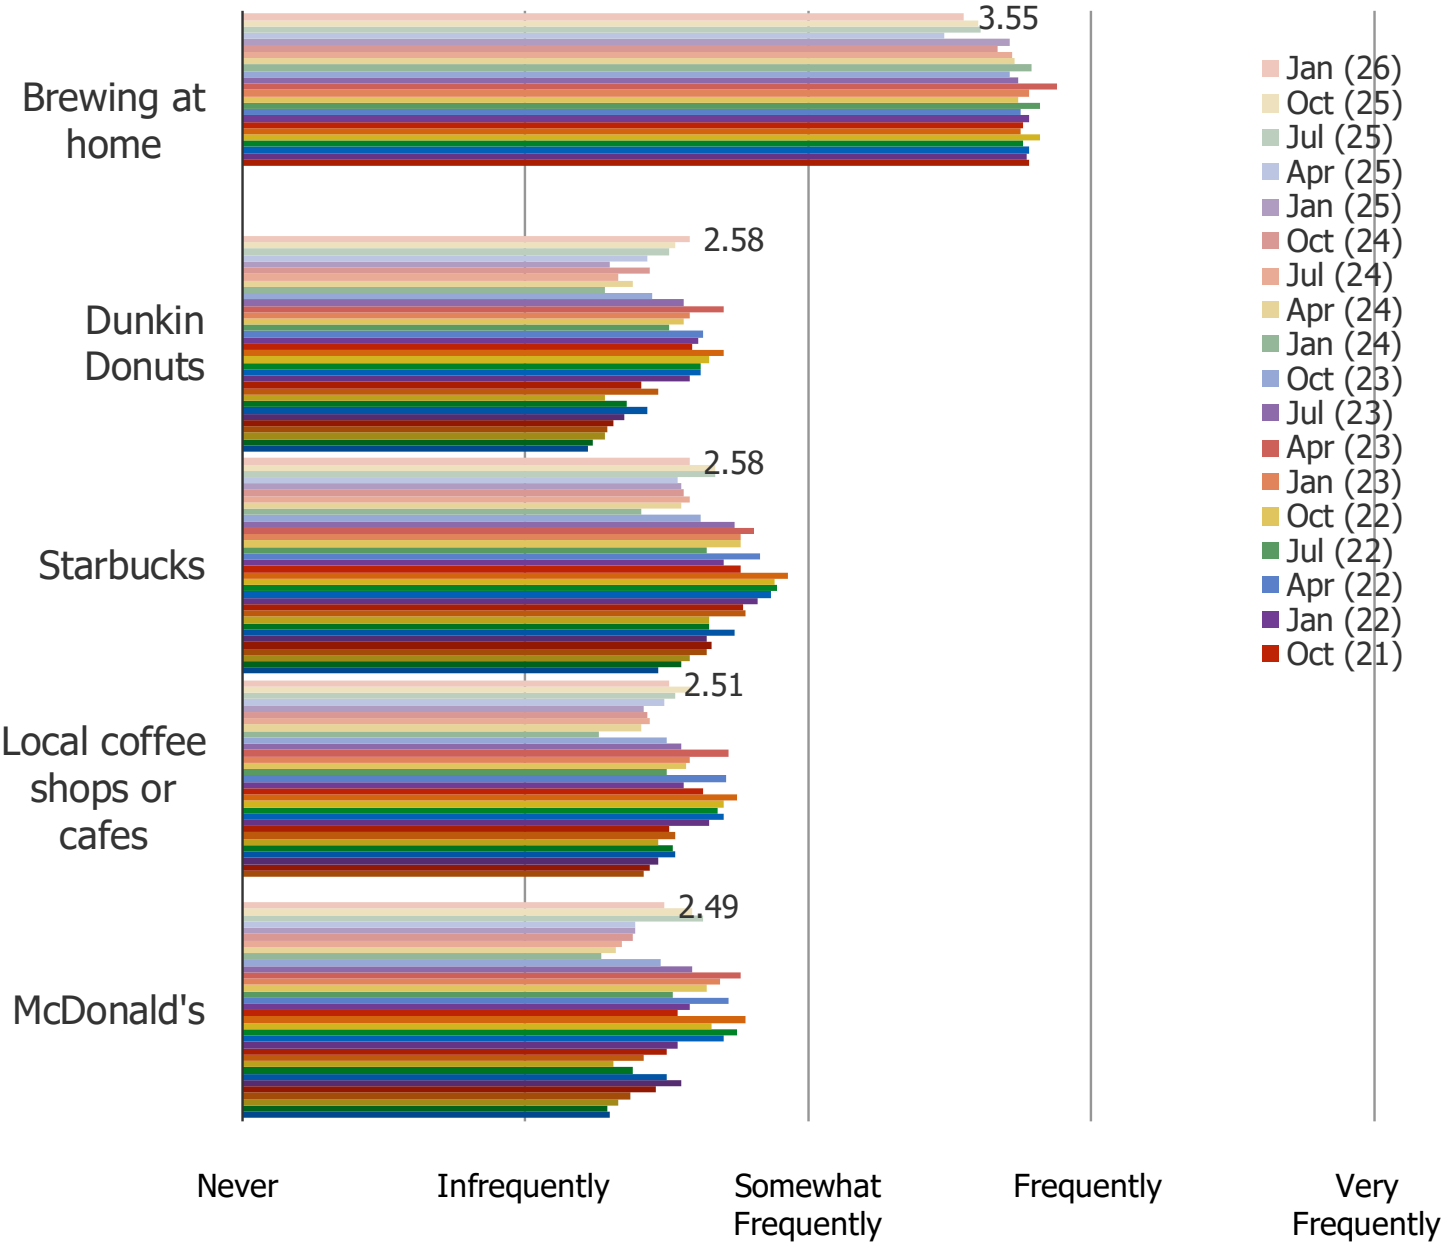 3.55
Brewing at
home
2.58
Dunkin
Donuts
2.58
Starbucks
2.51
Local coffee
shops or
cafes
2.49
McDonald's
Jan (26)
Oct (25)
Jul (25)
Apr (25)
Jan (25)
Oct (24)
Jul (24)
Apr (24)
Jan (24)
Oct (23)
Jul (23)
Apr (23)
Jan (23)
Oct (22)
Jul (22)
Apr (22)
Jan (22)
Oct (21)
Never
Infrequently
Somewhat
Frequently
Frequently
Very
Frequently